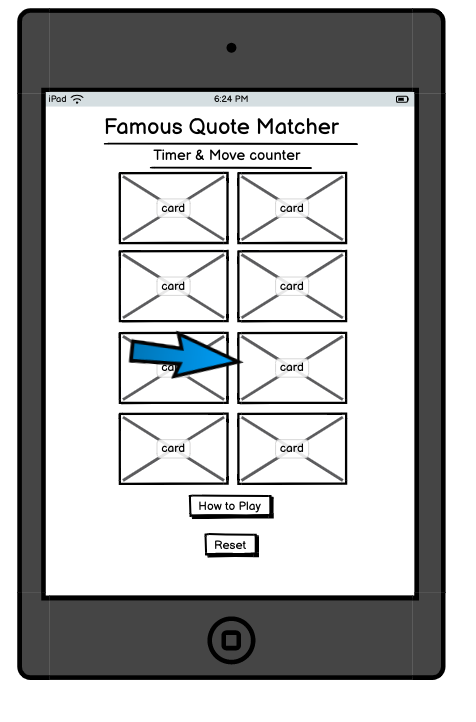 iPad 6:24 PM
Famous Quote Matcher
Timer & Move counter
card card
card card
card
card card
How to Play
Reset